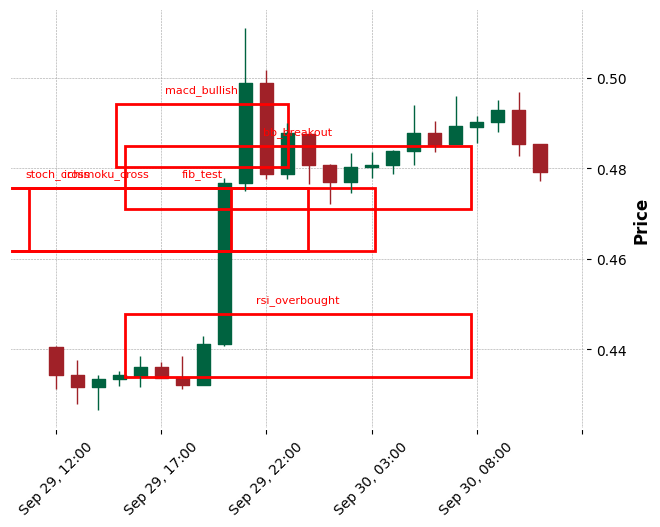 macd_bullish
fib_breakout
stoch_cross
ichimoku_cross
fib_test
rsi_overbought
0.50
0.48
0.46
0.44
Price
Sep 29, 12:00
Sep 29, 17:00
Sep 29, 22:00
Sep 30, 03:00
Sep 30, 08:00